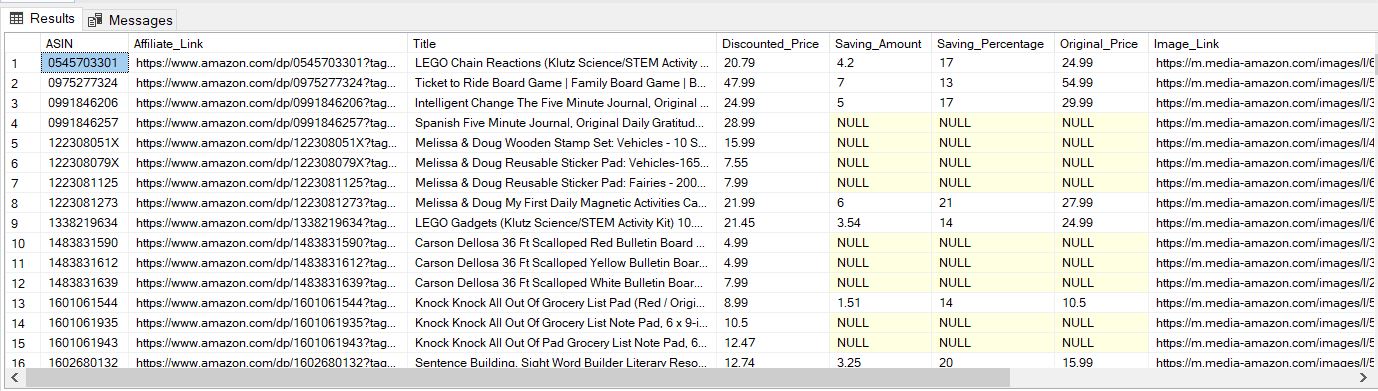 Results Messages
ASIN Affiliate_Link Title Discounted_Price Saving_Amount Saving_Percentage Original_Price Image_Link
1 0545703301 https://www.amazon.com/dp/0545703301?tag... LEGO Chain Reactions (Klutz Science/STEM Activity ... 20.79 4.2 17 24.99 https://m.media-amazon.com/images/I/6
2 0975277324 https://www.amazon.com/dp/0975277324?tag... Ticket to Ride Board Game | Family Board Game | B... 47.99 7 13 54.99 https://m.media-amazon.com/images/I/5
3 0991846206 https://www.amazon.com/dp/0991846206?tag... Intelligent Change The Five Minute Journal, Original ... 24.99 5 17 29.99 https://m.media-amazon.com/images/I/3
4 0991846257 https://www.amazon.com/dp/0991846257?tag... Spanish Five Minute Journal, Original Daily Gratitud... 28.99 NULL NULL NULL https://m.media-amazon.com/images/I/3
5 122308051X https://www.amazon.com/dp/122308051X?tag... Melissa & Doug Wooden Stamp Set: Vehicles - 10 S... 15.99 NULL NULL NULL https://m.media-amazon.com/images/I/4
6 122308079X https://www.amazon.com/dp/122308079X?tag... Melissa & Doug Reusable Sticker Pad: Vehicles-165... 7.55 NULL NULL NULL https://m.media-amazon.com/images/I/6
7 1223081125 https://www.amazon.com/dp/1223081125?tag... Melissa & Doug Reusable Sticker Pad: Fairies - 200... 7.99 NULL NULL NULL https://m.media-amazon.com/images/I/6
8 1223081273 https://www.amazon.com/dp/1223081273?tag... Melissa & Doug My First Daily Magnetic Activities Ca... 21.99 6 21 27.99 https://m.media-amazon.com/images/I/5
9 1338219634 https://www.amazon.com/dp/1338219634?tag... LEGO Gadgets (Klutz Science/STEM Activity Kit) 10.... 21.45 3.54 14 24.99 https://m.media-amazon.com/images/I/6
10 1483831590 https://www.amazon.com/dp/1483831590?tag... Carson Dellosa 36 Ft Scalloped Red Bulletin Board ... 4.99 NULL NULL NULL https://m.media-amazon.com/images/I/3
11 1483831612 https://www.amazon.com/dp/1483831612?tag... Carson Dellosa 36 Ft Scalloped Yellow Bulletin Boar... 4.99 NULL NULL NULL https://m.media-amazon.com/images/I/3
12 1483831639 https://www.amazon.com/dp/1483831639?tag... Carson Dellosa 36 Ft Scalloped White Bulletin Board... 7.99 NULL NULL NULL https://m.media-amazon.com/images/I/2
13 1601061544 https://www.amazon.com/dp/1601061544?tag... Knock Knock All Out Of Grocery List Pad (Red / Origi... 8.99 1.51 14 10.5 https://m.media-amazon.com/images/I/5
14 1601061935 https://www.amazon.com/dp/1601061935?tag... Knock Knock All Out Of Grocery List Note Pad, 6 x 9-i... 10.5 NULL NULL NULL https://m.media-amazon.com/images/I/5
15 1601061943 https://www.amazon.com/dp/1601061943?tag... Knock Knock All Out Of Pad Grocery List Note Pad, 6... 12.47 NULL NULL NULL https://m.media-amazon.com/images/I/5
16 1602680132 https://www.amazon.com/dp/1602680132?tag... Sentence Building, Sight Word Builder Literary Reso... 12.74 3.25 20 15.99 https://m.media-amazon.com/images/I/5